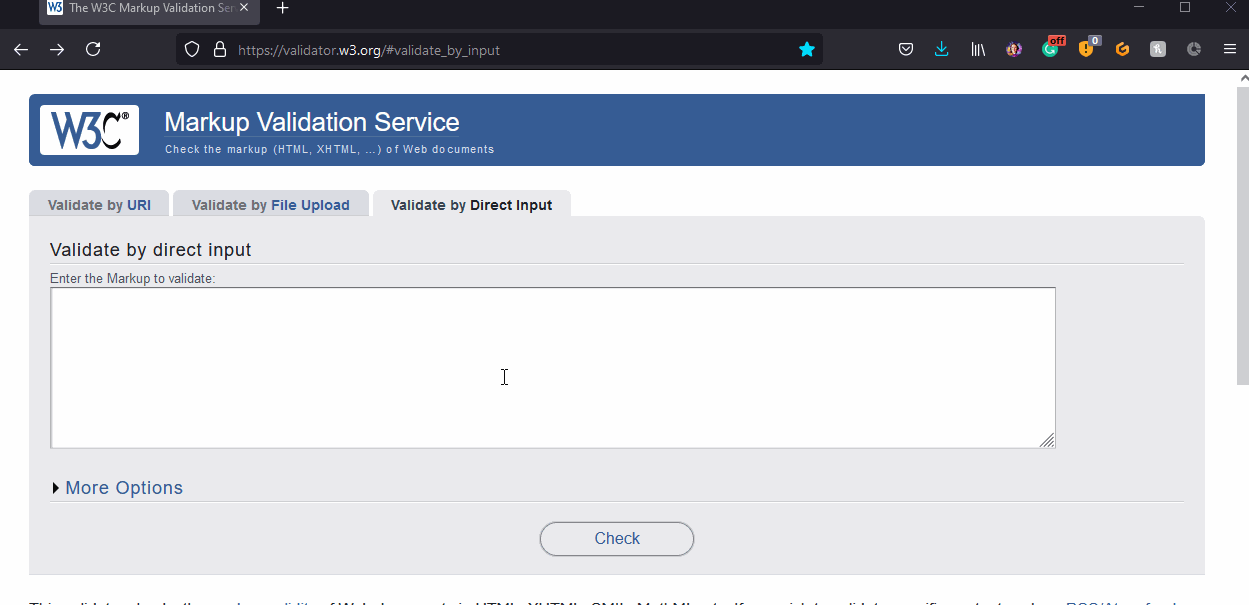 The W3C Markup Validation Ser
https://validator.w3.org/#validate_by_input
off
0
W3C®
Markup Validation Service
Check the markup (HTML, XHTML, …) of Web documents
Validate by URI
Validate by File Upload
Validate by Direct Input
Validate by direct input
Enter the Markup to validate:
More Options
Check